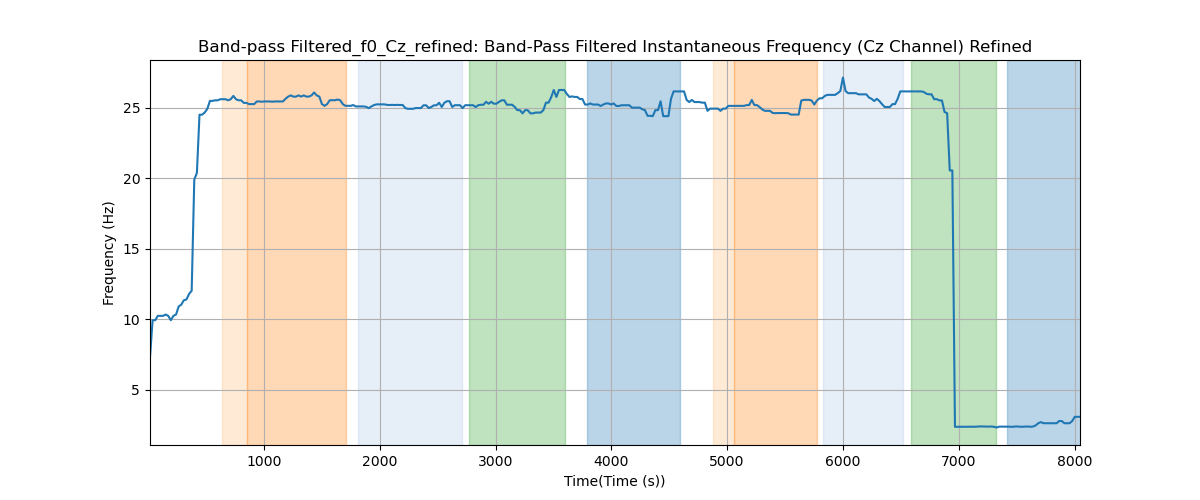 Band-pass Filtered_f0_Cz_refined: Band-Pass Filtered Instantaneous Frequency (Cz Channel) Refined
25
20
15
10
5
Frequency (Hz)
1000 2000 3000 4000 5000 6000 7000 8000
Time(Time (s))